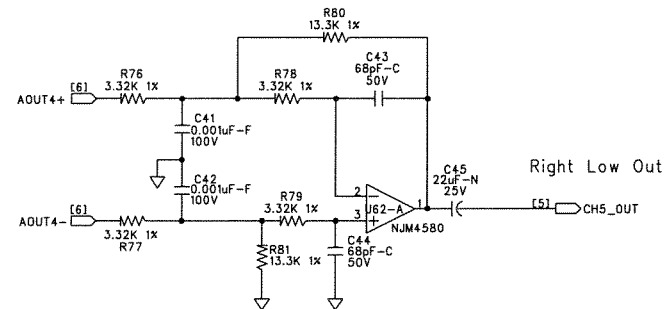 R80
13.3K 1%
C43
68pF-C
50V
R76
3.32K 1%
R78
3.32K 1%
[6]
AOUT4+
C41
0.001uF-F
100V
C42
0.001uF-F
100V
2
3
U62-A
1
NJM4580
C45
22uF-N
25V
Right Low Out
[5]
CH5_OUT
[6]
AOUT4-
3.32K 1%
R77
R79
3.32K 1%
R81
13.3K 1%
C44
68pF-C
50V